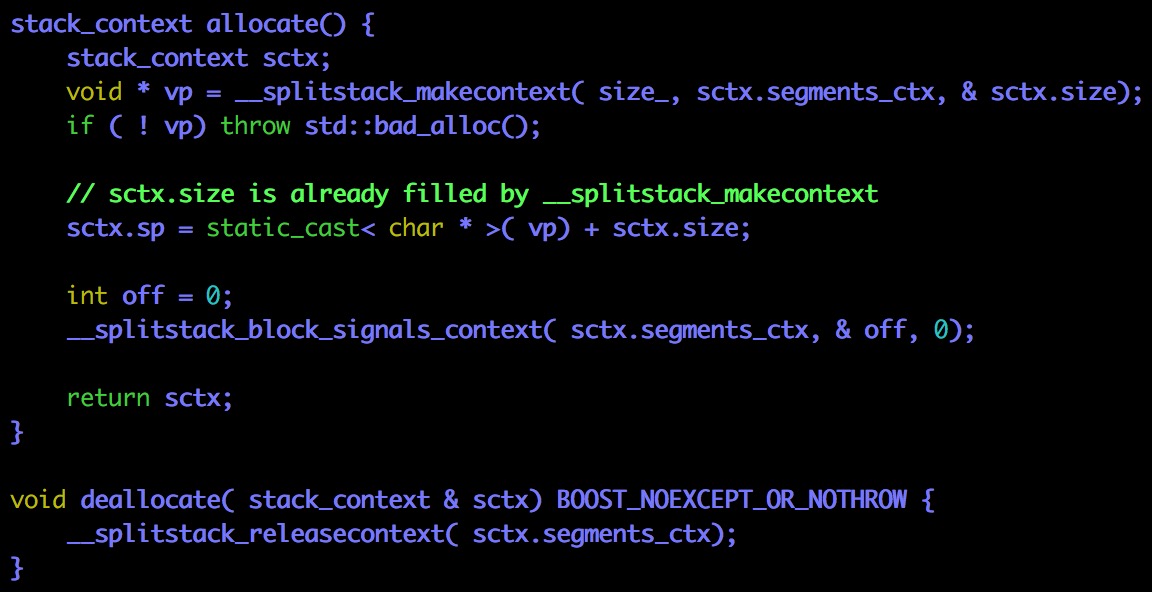 stack_context allocate() {
    stack_context sctx;
    void * vp = __splitstack_makecontext( size_, sctx.segments_ctx, & sctx.size);
    if ( ! vp) throw std::bad_alloc();

    // sctx.size is already filled by __splitstack_makecontext
    sctx.sp = static_cast< char * >( vp) + sctx.size;

    int off = 0;
    __splitstack_block_signals_context( sctx.segments_ctx, & off, 0);

    return sctx;
}

void deallocate( stack_context & sctx) BOOST_NOEXCEPT_OR_NOTHROW {
    __splitstack_releasecontext( sctx.segments_ctx);
}